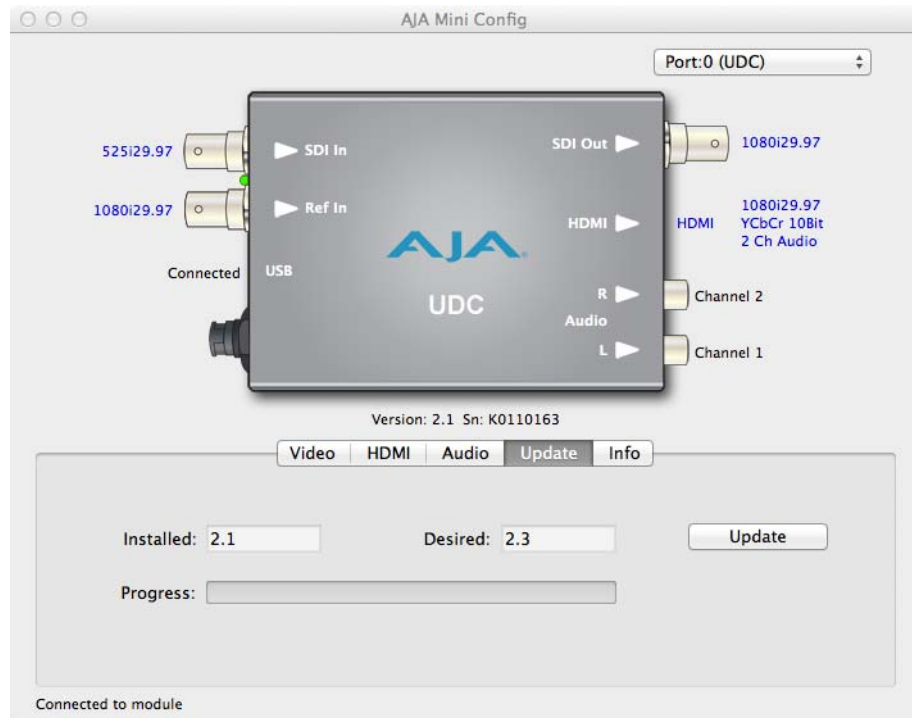 AJA Mini Config
Port:0 (UDC)
525i29.97
SDI In
SDI Out
1080i29.97
1080i29.97
Ref In
HDMI
HDMI
1080i29.97
YCbCr 10Bit
2 Ch Audio
AJA
Connected
USB
UDC
R
Channel 2
Audio
L
Channel 1
Version: 2.1 Sn: K0110163
Video
HDMI
Audio
Update
Info
Installed: 2.1
Desired: 2.3
Update
Progress:
Connected to module